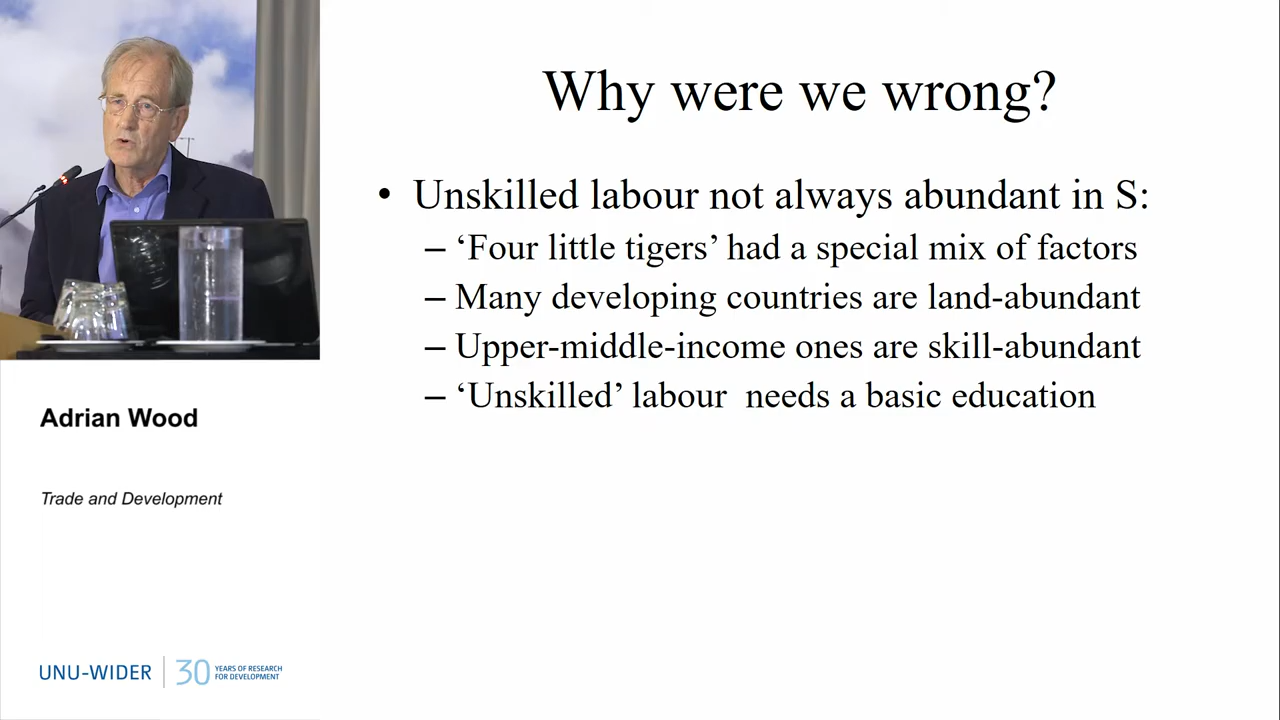 Why were we wrong?
• Unskilled labour not always abundant in S:
– ‘Four little tigers’ had a special mix of factors
– Many developing countries are land-abundant
– Upper-middle-income ones are skill-abundant
– ‘Unskilled’ labour  needs a basic education
Adrian Wood
Trade and Development
UNU-WIDER
30 YEARS OF RESEARCH
FOR DEVELOPMENT